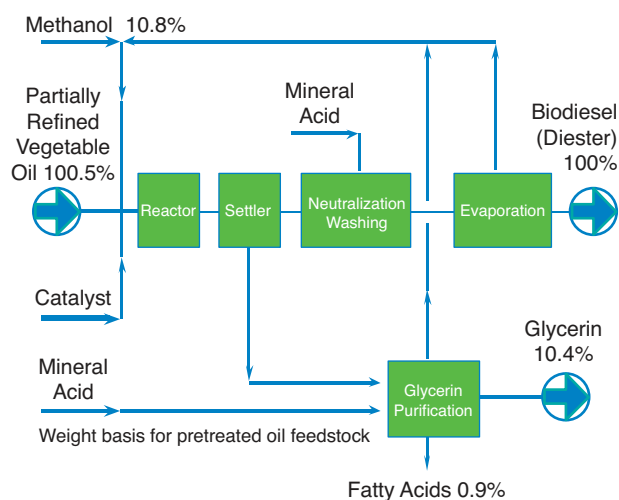 Methanol 10.8%
Partially
Refined
Vegetable
Oil 100.5%
Mineral
Acid
Biodiesel
(Diester)
100%
Reactor
Settler
Neutralization
Washing
Evaporation
Catalyst
Glycerin
10.4%
Mineral
Acid
Glycerin
Purification
Weight basis for pretreated oil feedstock
Fatty Acids 0.9%